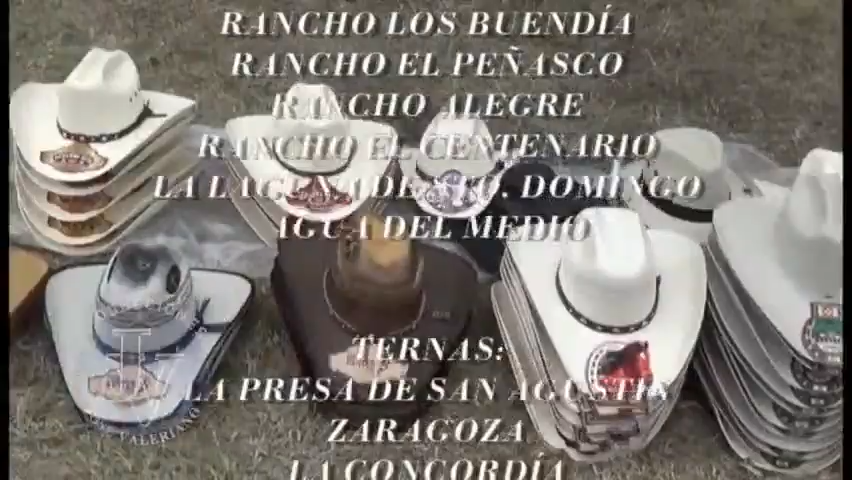 RANCHO LOS BUENDÍA
RANCHO EL PEÑASCO
RANCHO ALEGRE
RANCHO EL CENTENARIO
LA LAGUNA DE STO. DOMINGO
AGUA DEL MEDIO
TERNAS:
LA PRESA DE SAN AGUSTIN
ZARAGOZA
LA CONCORDÍA
VALERIANO